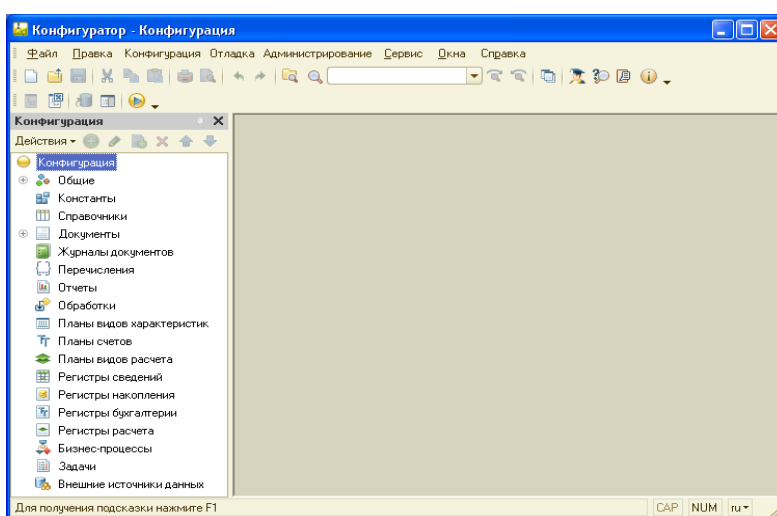 Конфигуратор - Конфигурация
Файл Правка Конфигурация Отладка Администрирование Сервис Окна Справка
Конфигурация
Действия
Конфигурация
Общие
Константы
Справочники
Документы
Журналы документов
Перечисления
Отчеты
Обработки
Планы видов характеристик
Планы счетов
Планы видов расчета
Регистры сведений
Регистры накопления
Регистры бухгалтерии
Регистры расчета
Бизнес-процессы
Задачи
Внешние источники данных
Для получения подсказки нажмите F1 CAP NUM ru